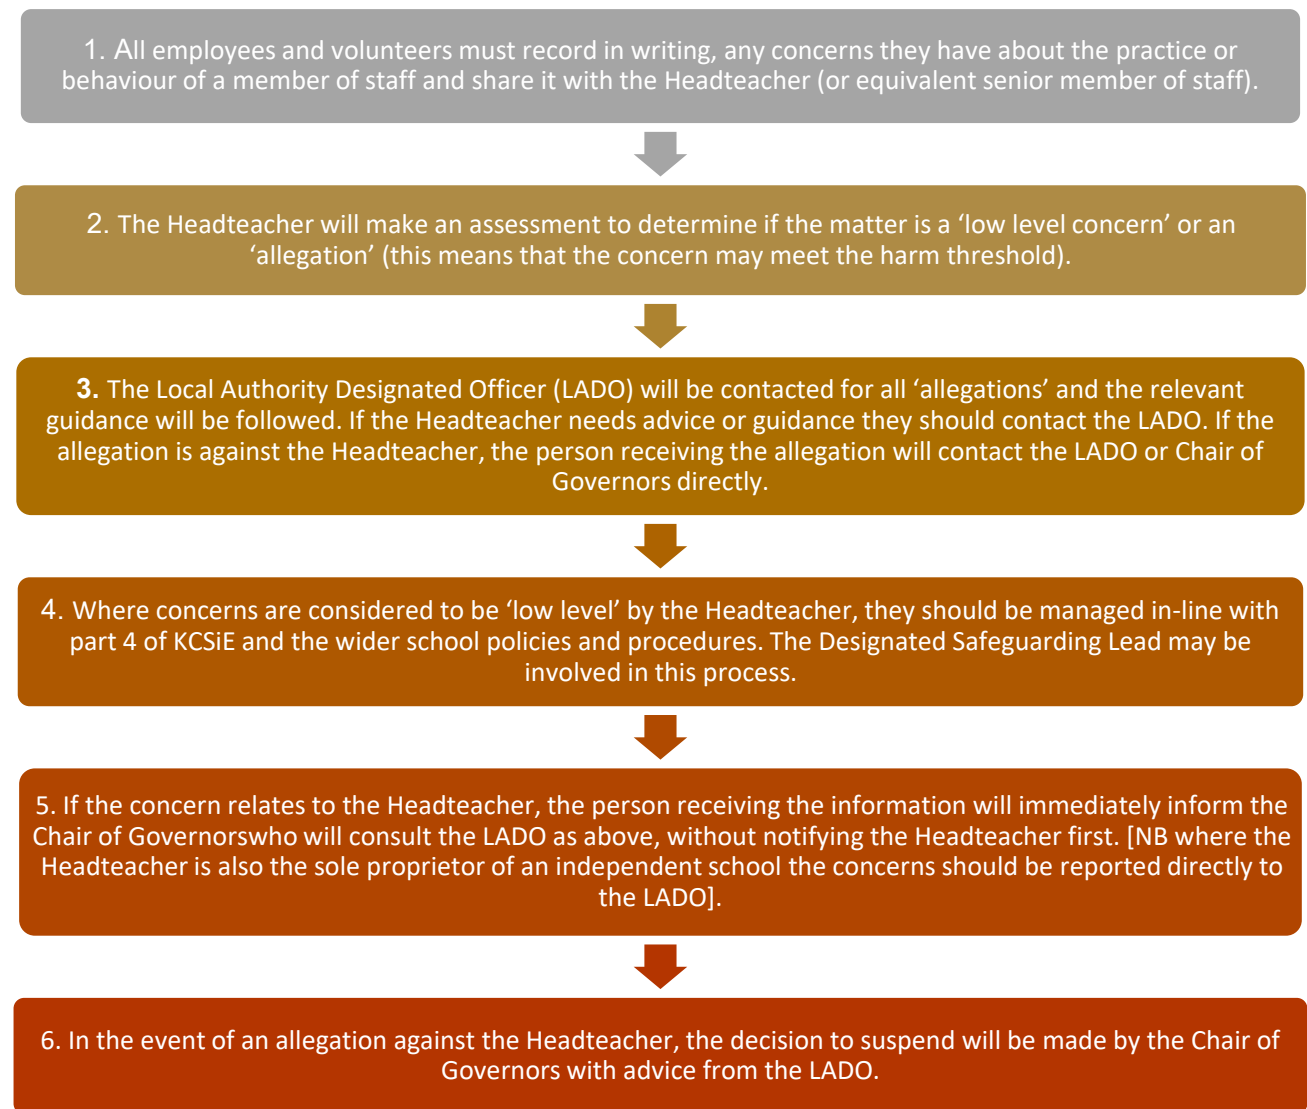 1. All employees and volunteers must record in writing, any concerns they have about the practice or
behaviour of a member of staff and share it with the Headteacher (or equivalent senior member of staff).
2. The Headteacher will make an assessment to determine if the matter is a ‘low level concern’ or an
‘allegation’ (this means that the concern may meet the harm threshold).
3. The Local Authority Designated Officer (LADO) will be contacted for all ‘allegations’ and the relevant
guidance will be followed. If the Headteacher needs advice or guidance they should contact the LADO. If the
allegation is against the Headteacher, the person receiving the allegation will contact the LADO or Chair of
Governors directly.
4. Where concerns are considered to be ‘low level’ by the Headteacher, they should be managed in-line with
part 4 of KCSiE and the wider school policies and procedures. The Designated Safeguarding Lead may be
involved in this process.
5. If the concern relates to the Headteacher, the person receiving the information will immediately inform the
Chair of Governorswho will consult the LADO as above, without notifying the Headteacher first. [NB where the
Headteacher is also the sole proprietor of an independent school the concerns should be reported directly to
the LADO].
6. In the event of an allegation against the Headteacher, the decision to suspend will be made by the Chair of
Governors with advice from the LADO.